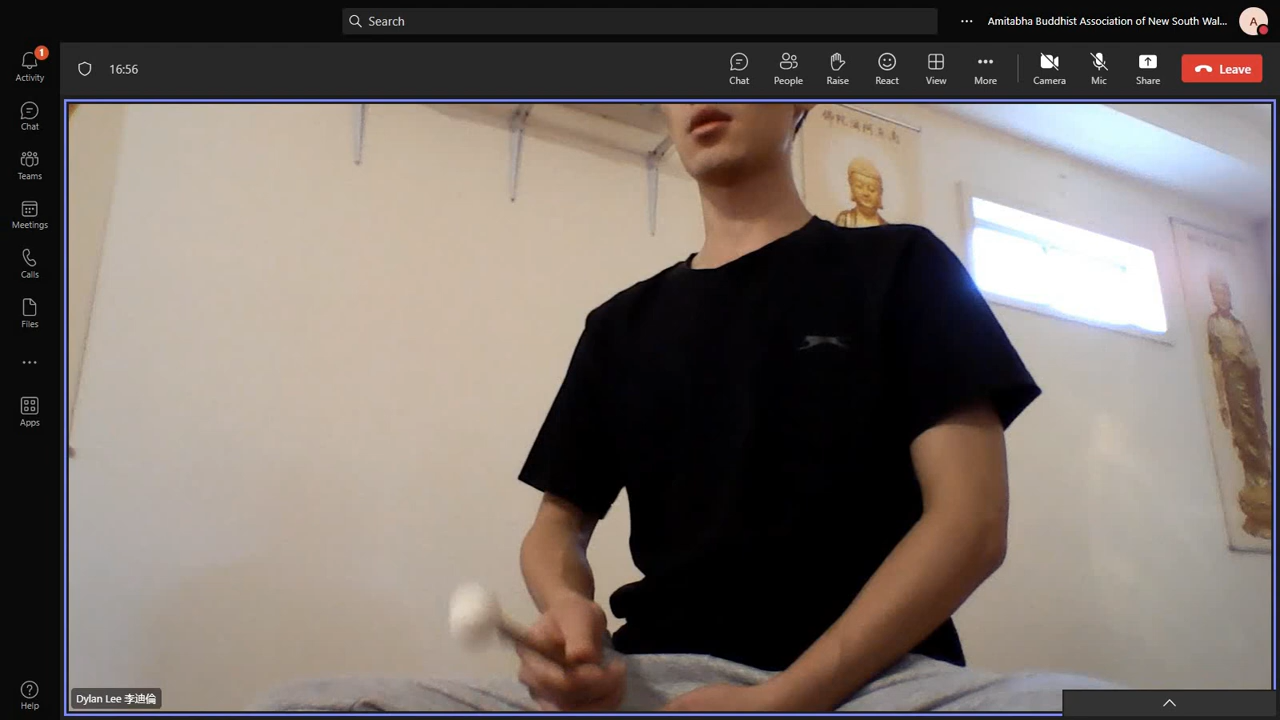 Search
Amitabha Buddhist Association of New South Wal...
A
1
Activity
16:56
Chat
People
Raise
React
View
More
Camera
Mic
Share
Leave
Chat
Teams
Meetings
Calls
Files
Apps
Help
Dylan Lee 李迪倫